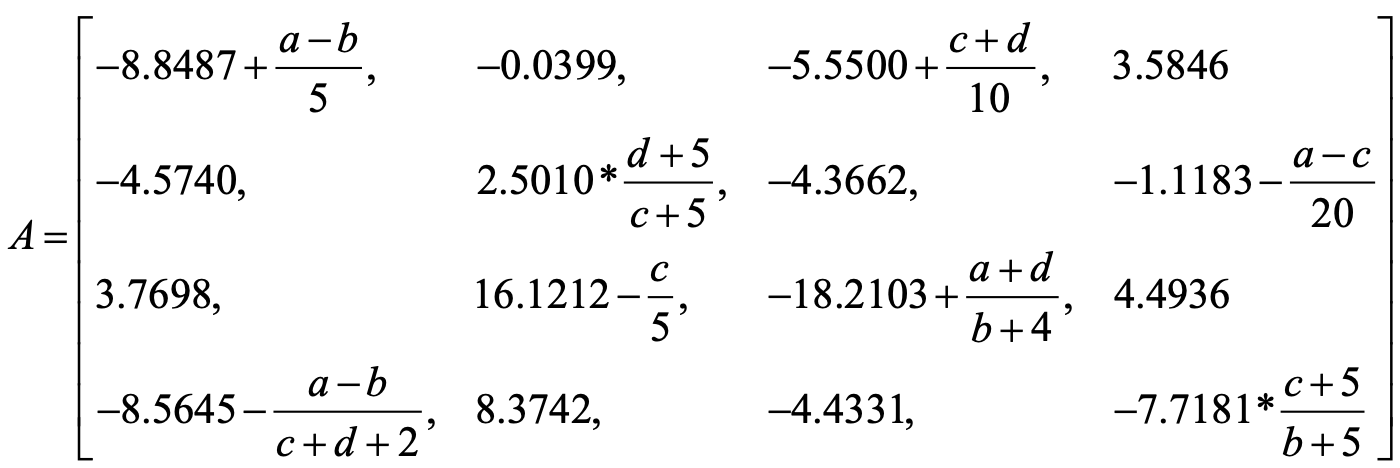 A = [ −8.8487 + (a − b)/5, −0.0399, −5.5500 + (c + d)/10, 3.5846
−4.5740, 2.5010 * (d + 5)/(c + 5), −4.3662, −1.1183 − (a − c)/20
3.7698, 16.1212 − c/5, −18.2103 + (a + d)/(b + 4), 4.4936
−8.5645 − (a − b)/(c + d + 2), 8.3742, −4.4331, −7.7181 * (c + 5)/(b + 5) ]